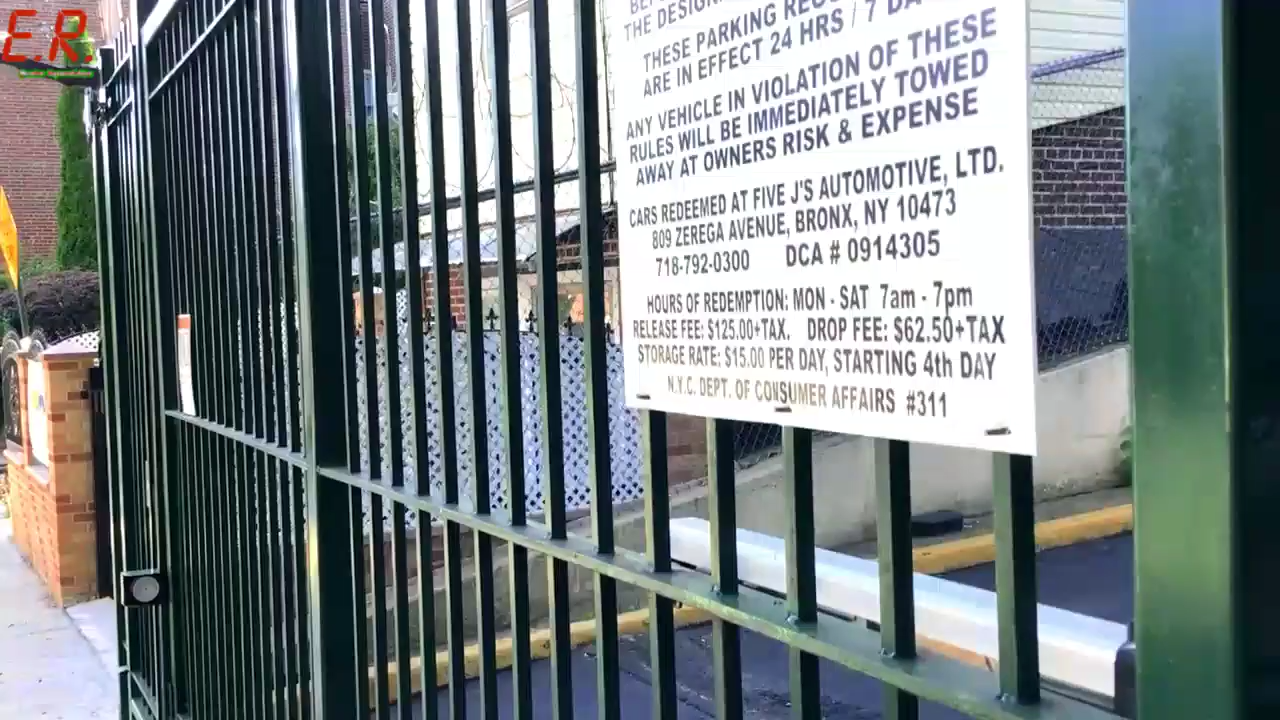 E.R.
THE DESIGN
THESE PARKING
ARE IN EFFECT 24 HRS / 7 DA
ANY VEHICLE IN VIOLATION OF THESE
RULES WILL BE IMMEDIATELY TOWED
AWAY AT OWNERS RISK & EXPENSE
CARS REDEEMED AT FIVE J'S AUTOMOTIVE, LTD.
809 ZEREGA AVENUE, BRONX, NY 10473
718-792-0300 DCA # 0914305
HOURS OF REDEMPTION: MON - SAT 7am - 7pm
RELEASE FEE: $125.00+TAX. DROP FEE: $62.50+TAX
STORAGE RATE: $15.00 PER DAY, STARTING 4th DAY
N.Y.C. DEPT. OF CONSUMER AFFAIRS #311